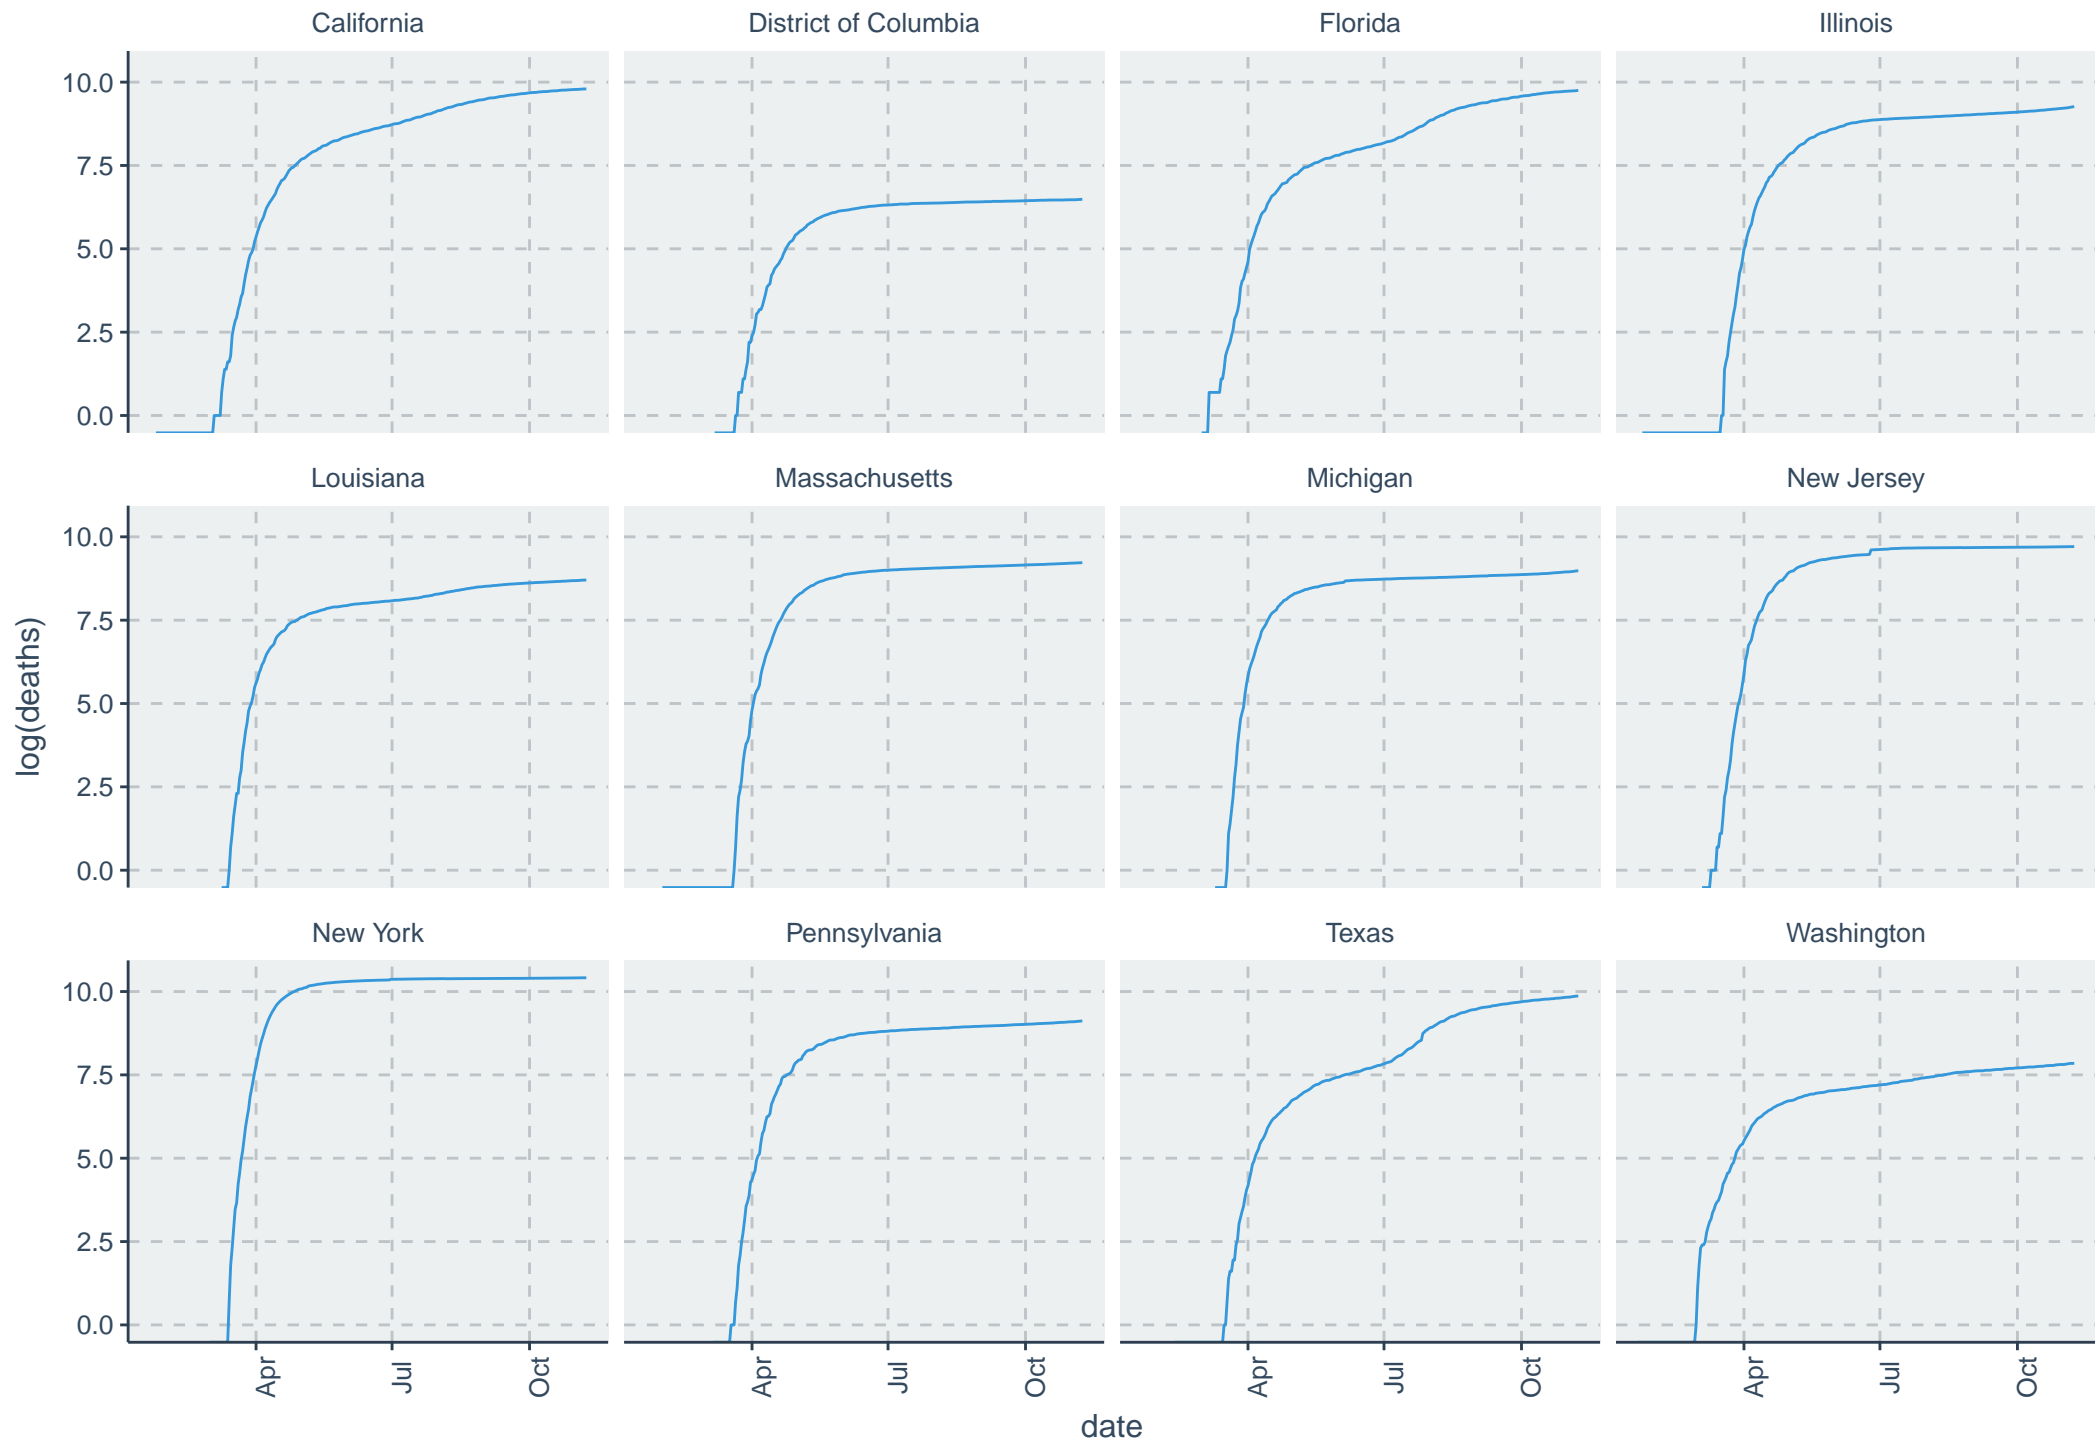 California District of Columbia Florida Illinois
10.0
7.5
5.0
2.5
0.0
Louisiana Massachusetts Michigan New Jersey
10.0
7.5
5.0
2.5
0.0
log(deaths)
New York Pennsylvania Texas Washington
10.0
7.5
5.0
2.5
0.0
Apr Jul Oct Apr Jul Oct Apr Jul Oct Apr Jul Oct
date